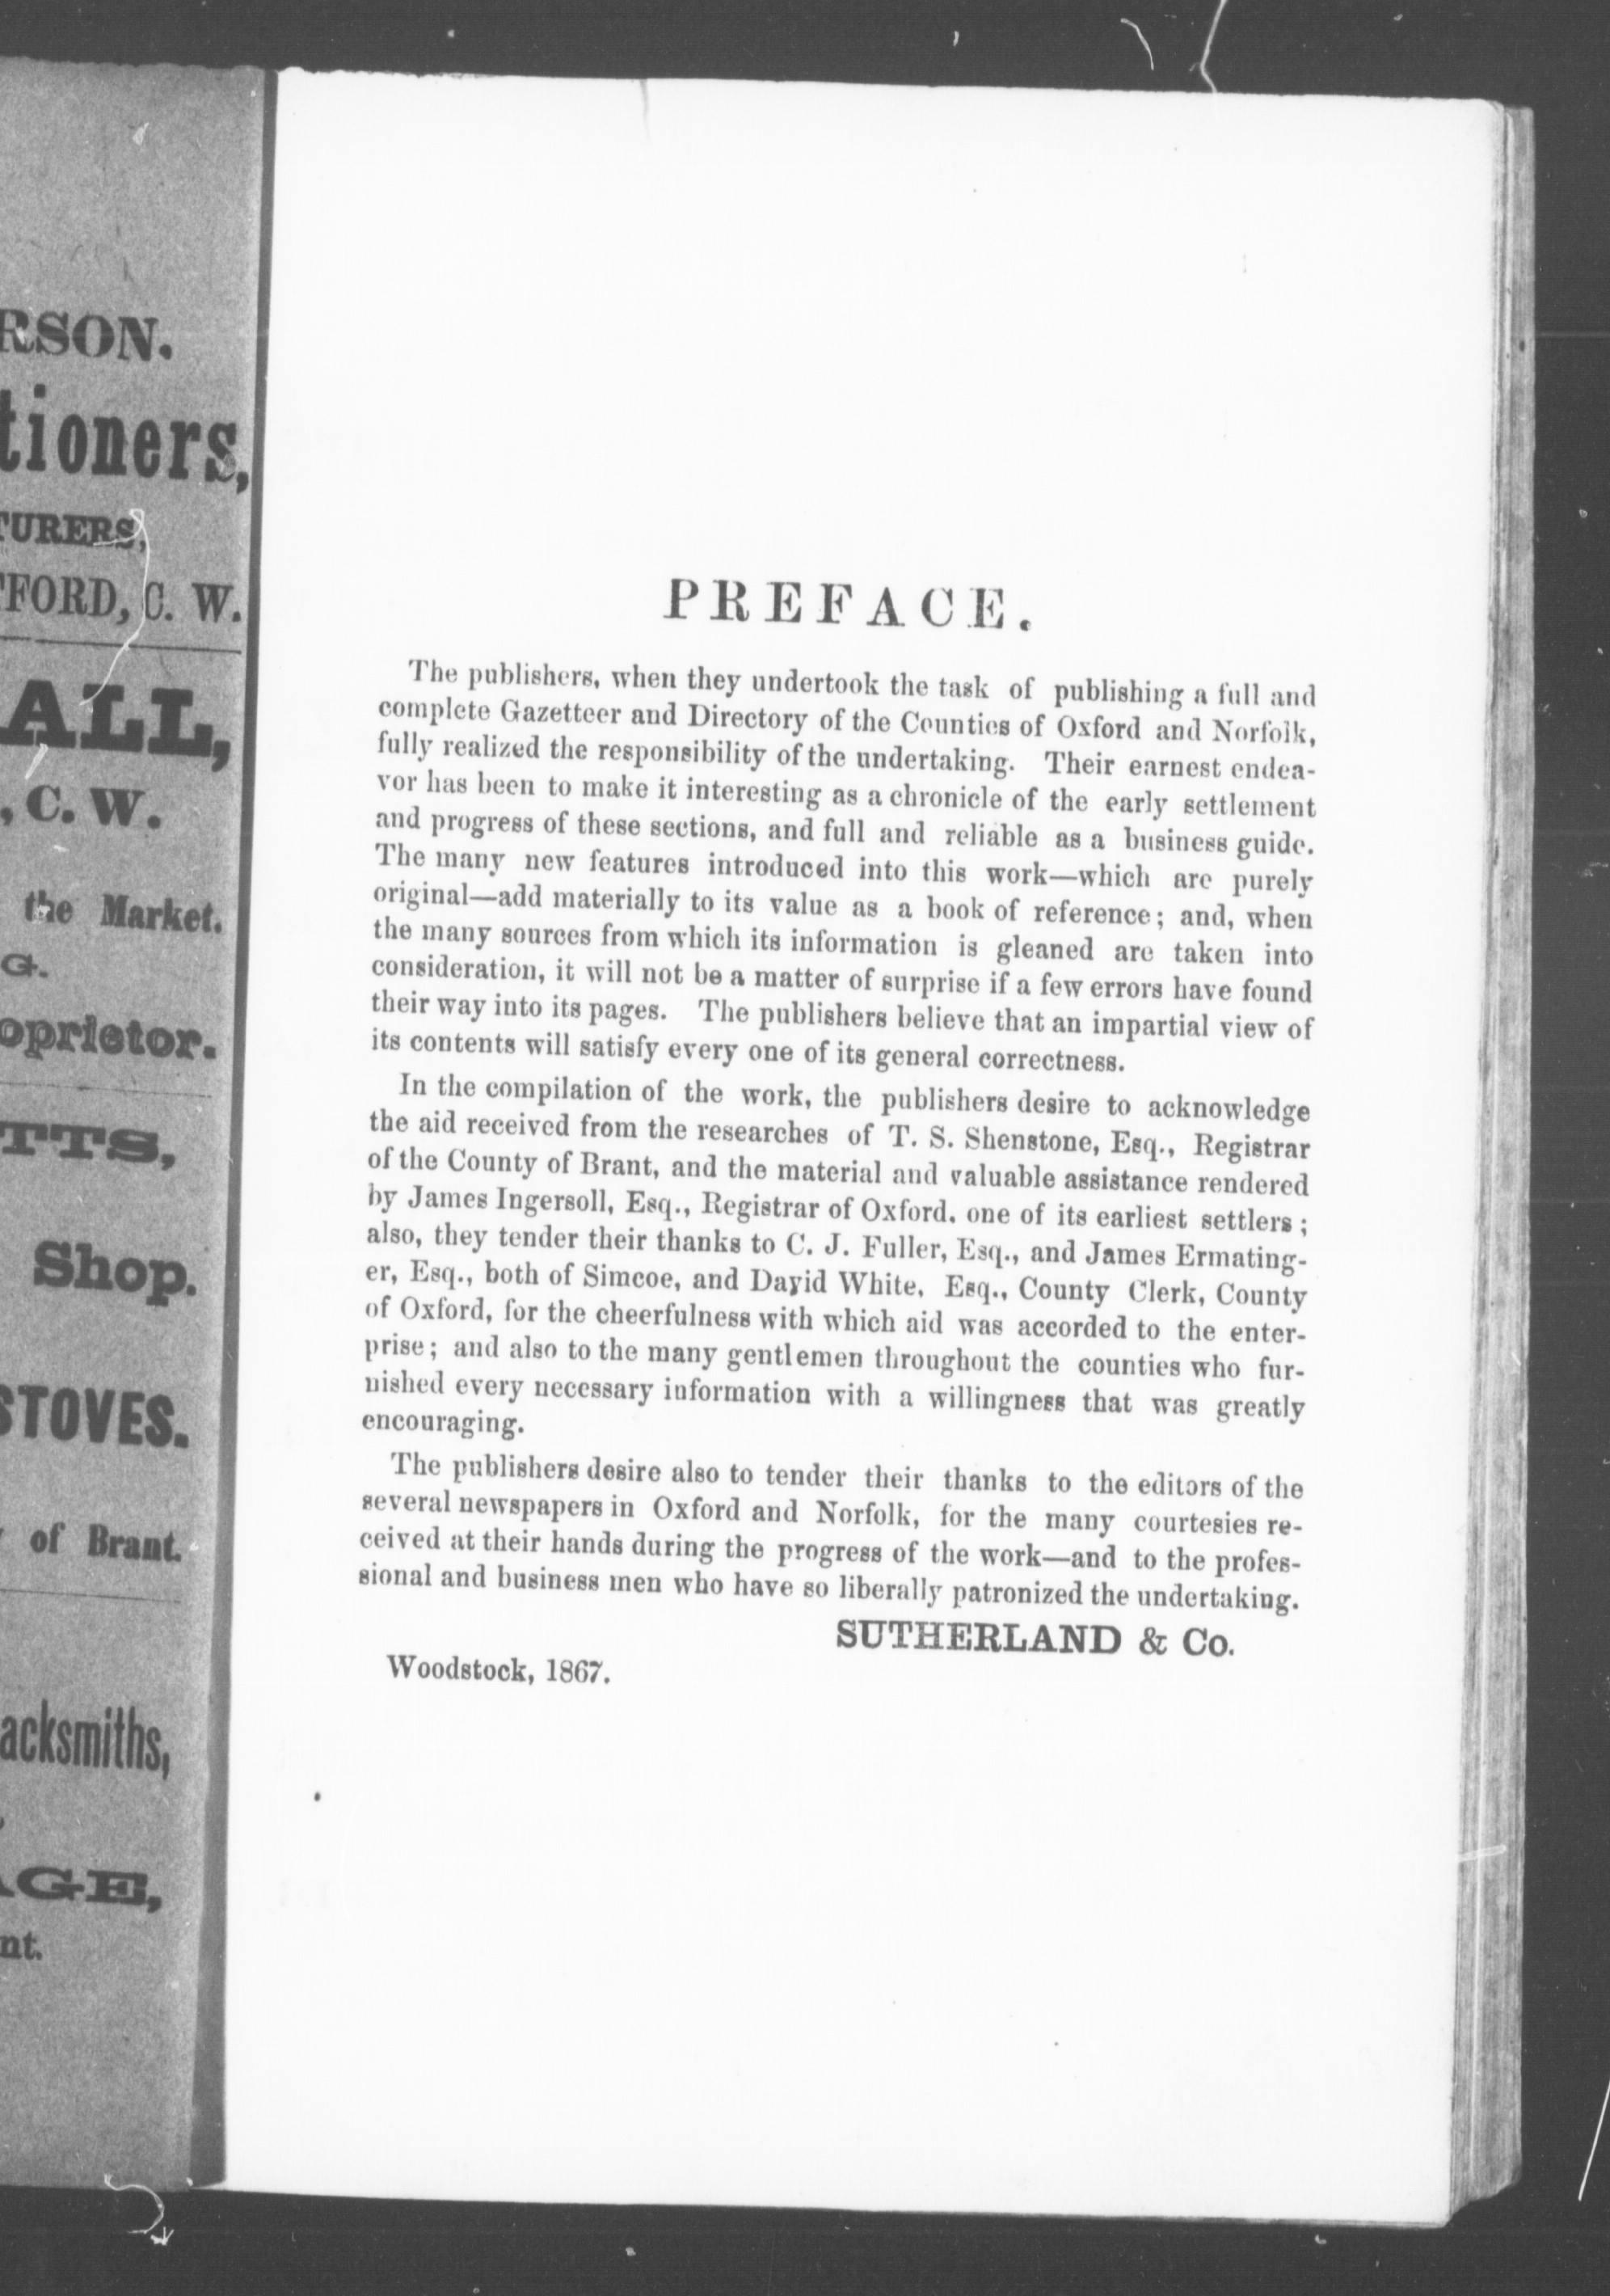 RSON.
tioners,
TURERS,
FORD, C. W.
ALL,
, C. W.
the Market.
G.
oprietor.
TTS,
Shop.
STOVES.
of Brant.
acksmiths,
AGE,
nt.
PREFACE.
The publishers, when they undertook the task of publishing a full and
complete Gazetteer and Directory of the Counties of Oxford and Norfolk,
fully realized the responsibility of the undertaking. Their earnest endea-
vor has been to make it interesting as a chronicle of the early settlement
and progress of these sections, and full and reliable as a business guide.
The many new features introduced into this work—which are purely
original—add materially to its value as a book of reference; and, when
the many sources from which its information is gleaned are taken into
consideration, it will not be a matter of surprise if a few errors have found
their way into its pages. The publishers believe that an impartial view of
its contents will satisfy every one of its general correctness.
In the compilation of the work, the publishers desire to acknowledge
the aid received from the researches of T. S. Shenstone, Esq., Registrar
of the County of Brant, and the material and valuable assistance rendered
by James Ingersoll, Esq., Registrar of Oxford, one of its earliest settlers;
also, they tender their thanks to C. J. Fuller, Esq., and James Ermating-
er, Esq., both of Simcoe, and David White, Esq., County Clerk, County
of Oxford, for the cheerfulness with which aid was accorded to the enter-
prise; and also to the many gentlemen throughout the counties who fur-
nished every necessary information with a willingness that was greatly
encouraging.
The publishers desire also to tender their thanks to the editors of the
several newspapers in Oxford and Norfolk, for the many courtesies re-
ceived at their hands during the progress of the work—and to the profes-
sional and business men who have so liberally patronized the undertaking.
SUTHERLAND & Co.
Woodstock, 1867.